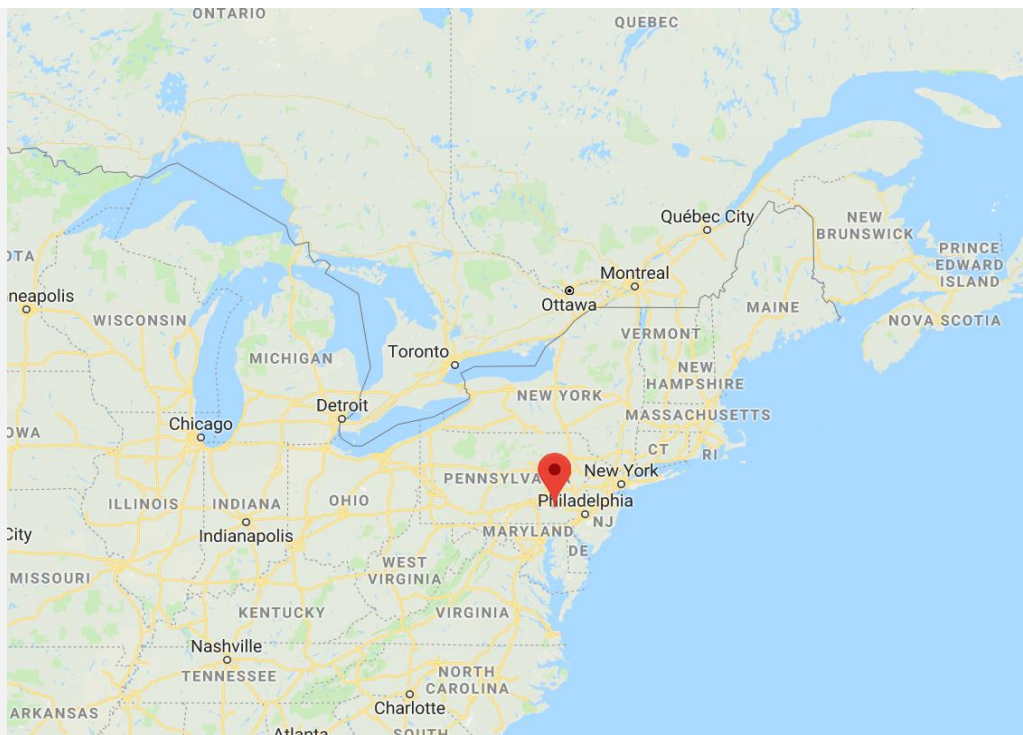 ONTARIO
QUEBEC
Québec City
NEW
BRUNSWICK
PRINCE
EDWARD
ISLAND
OTA
Montreal
Ottawa
neapolis
WISCONSIN
MAINE
NOVA SCOTIA
VERMONT
MICHIGAN
Toronto
NEW
HAMPSHIRE
NEW YORK
Detroit
MASSACHUSETTS
Chicago
OWA
CT
RI
PENNSYLVA
New York
ILLINOIS
INDIANA
OHIO
Philadelphia
NJ
City
Indianapolis
MARYLAND
DE
MISSOURI
WEST
VIRGINIA
KENTUCKY
VIRGINIA
Nashville
TENNESSEE
NORTH
CAROLINA
Charlotte
ARKANSAS
Atlanta
SOUTH